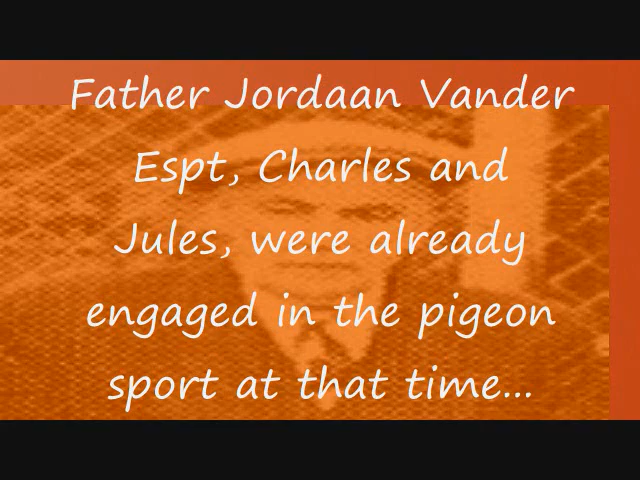 Father Jordaan Vander
Espt, Charles and
Jules, were already
engaged in the pigeon
sport at that time...